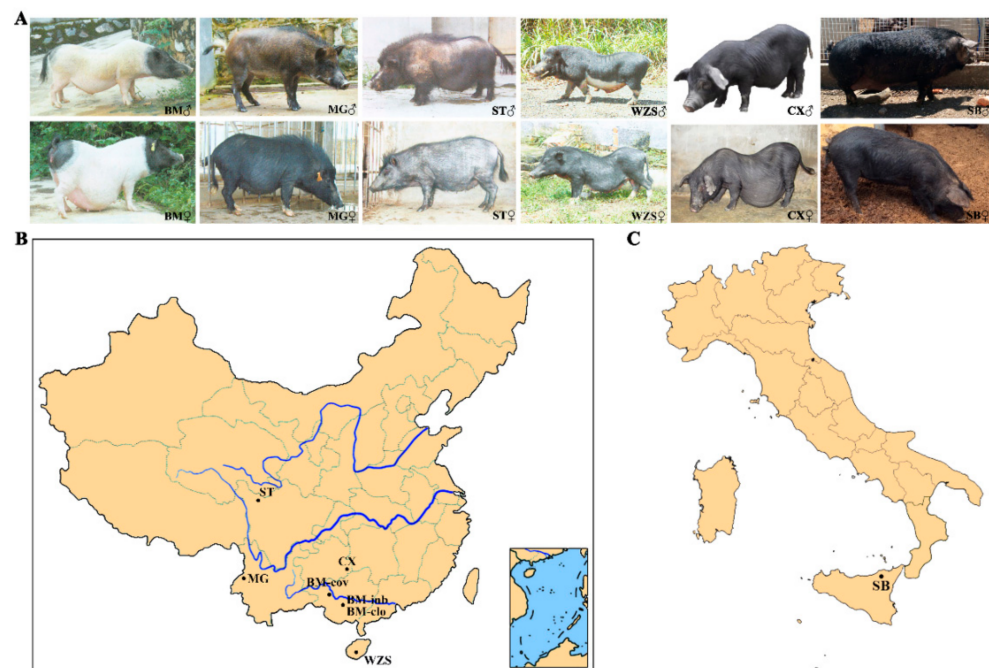 A
BM♂ MG♂ ST♂ WZS♂ CX♂ SB♂
BM♀ MG♀ ST♀ WZS♀ CX♀ SB♀
B
C
ST
CX
MG
BM-cov
BM-inb
BM-clo
SB
WZS